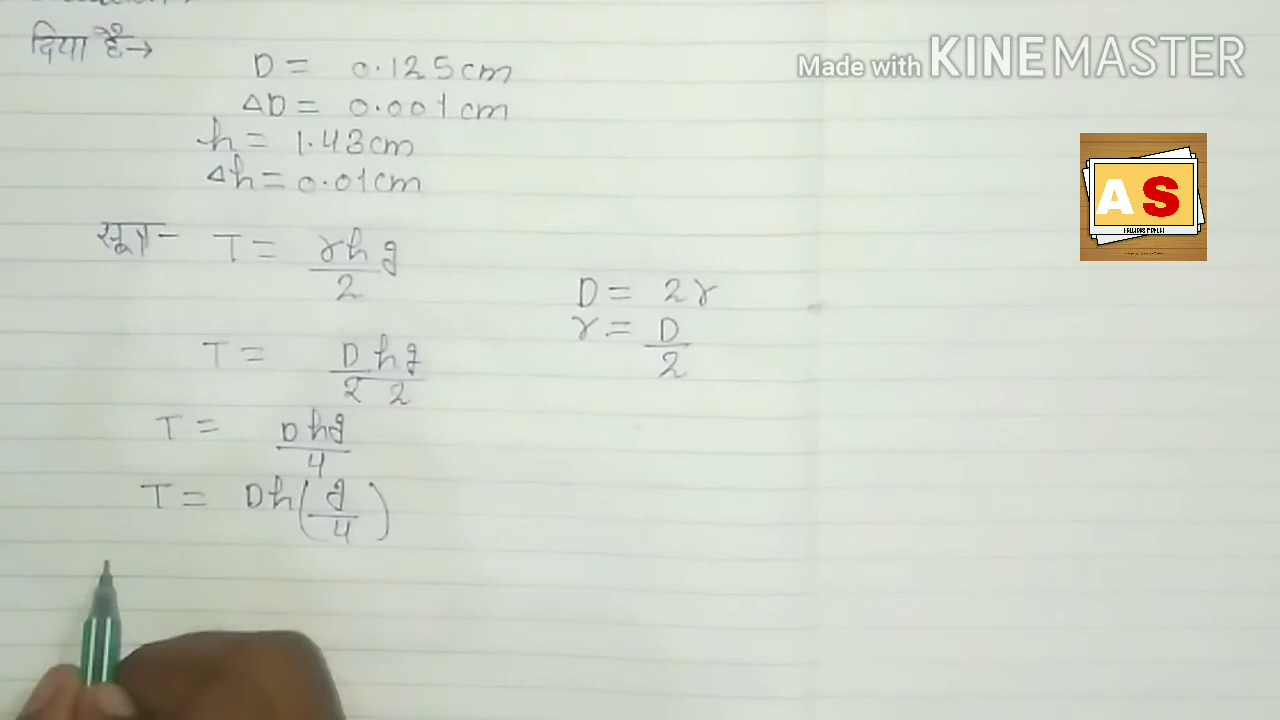 दिया है→
D = 0.125cm
ΔD = 0.001cm
h = 1.43cm
Δh = 0.01cm
सूत्र- T = rhg/2
D = 2r
r = D/2
T = D hg/2 2
T = Dhg/4
T = Dh(g/4)
Made with KINEMASTER
AS